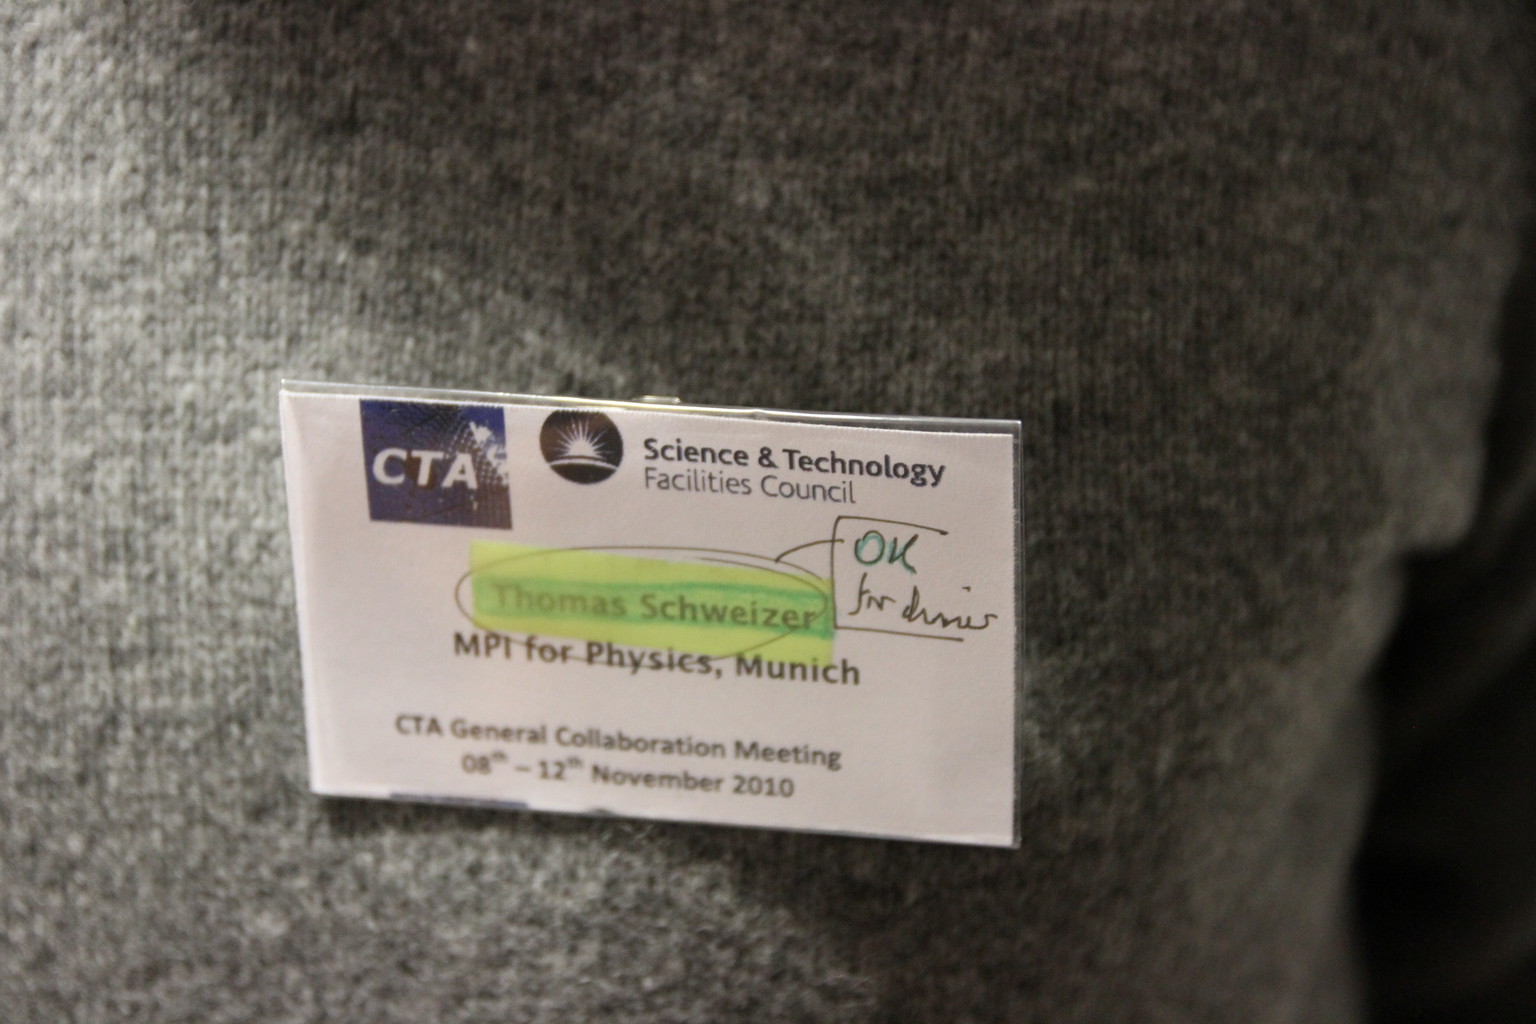 CTA
Science & Technology
Facilities Council
OK
for dinner
Thomas Schweizer
MPI for Physics, Munich
CTA General Collaboration Meeting
08th – 12th November 2010